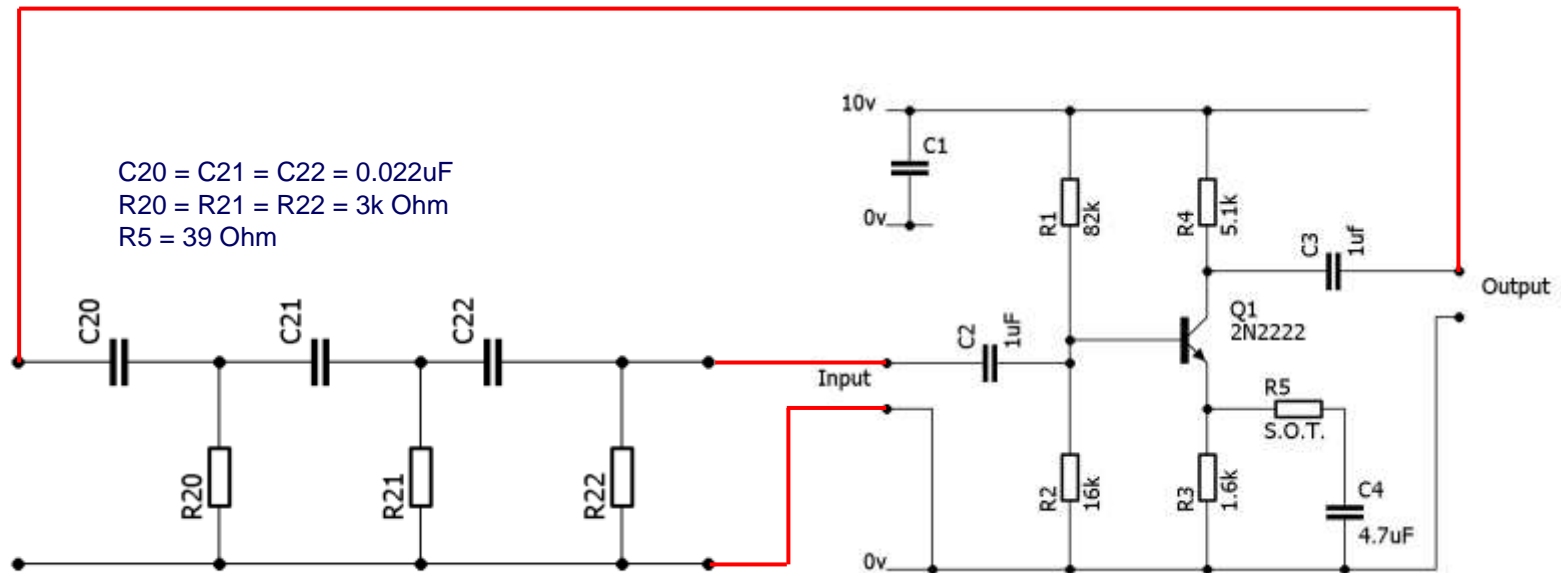 10v
C1
0v
C20 = C21 = C22 = 0.022uF
R20 = R21 = R22 = 3k Ohm
R5 = 39 Ohm
R1
82k
R4
5.1k
C3
1uf
Output
C20
C21
C22
C2
1uF
Q1
2N2222
Input
R5
S.O.T.
R20
R21
R22
R2
16k
R3
1.6k
C4
4.7uF
0v